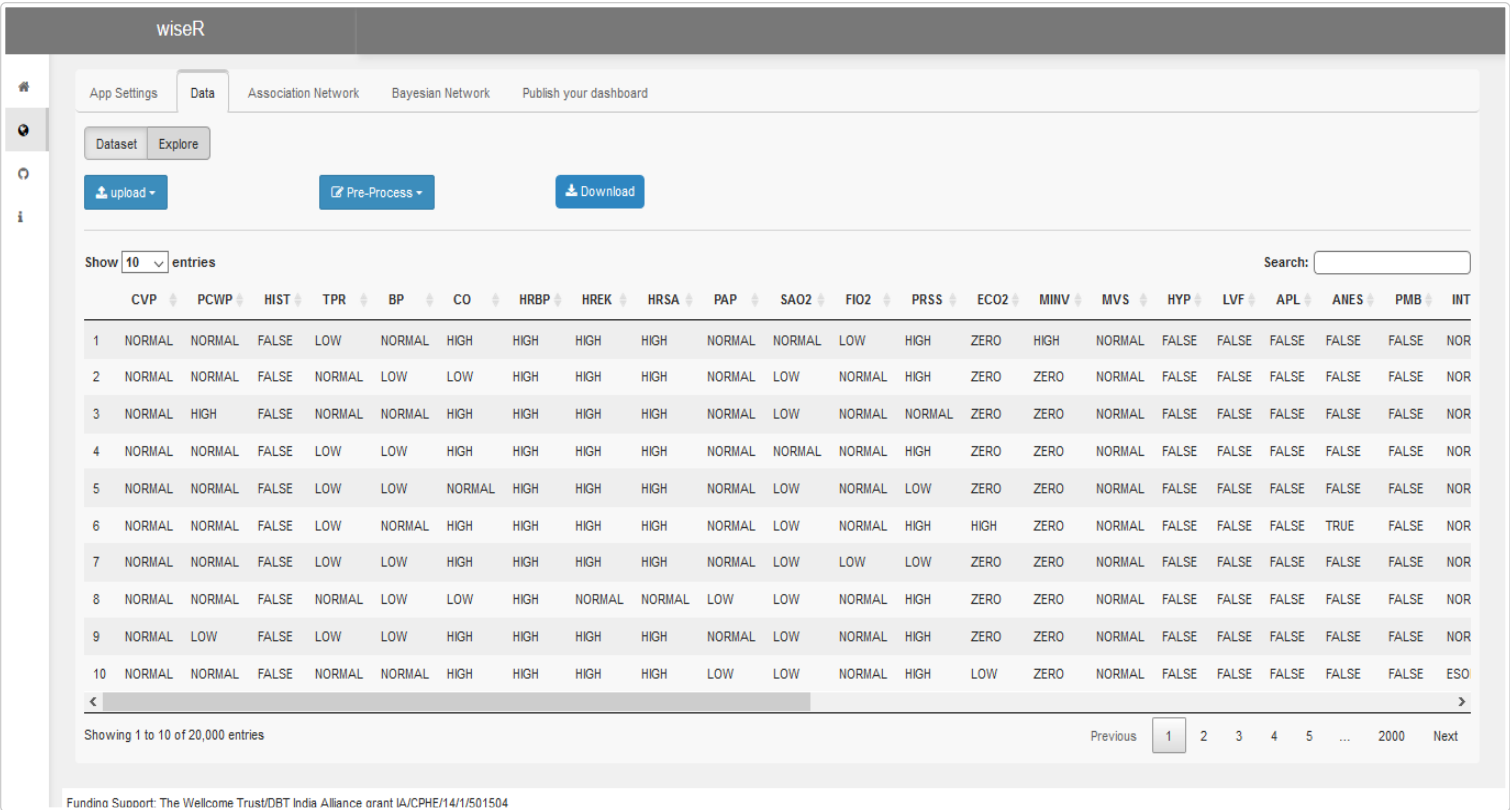 wiseR
App Settings Data Association Network Bayesian Network Publish your dashboard
Dataset Explore
upload Pre-Process Download
Show 10 entries Search:
CVP PCWP HIST TPR BP CO HRBP HREK HRSA PAP SAO2 FIO2 PRSS ECO2 MINV MVS HYP LVF APL ANES PMB INT
1 NORMAL NORMAL FALSE LOW NORMAL HIGH HIGH HIGH HIGH NORMAL NORMAL LOW HIGH ZERO HIGH NORMAL FALSE FALSE FALSE FALSE FALSE NOR
2 NORMAL NORMAL FALSE NORMAL LOW LOW HIGH HIGH HIGH NORMAL LOW NORMAL HIGH ZERO ZERO NORMAL FALSE FALSE FALSE FALSE FALSE NOR
3 NORMAL HIGH FALSE NORMAL NORMAL HIGH HIGH HIGH HIGH NORMAL LOW NORMAL NORMAL ZERO ZERO NORMAL FALSE FALSE FALSE FALSE FALSE NOR
4 NORMAL NORMAL FALSE LOW LOW HIGH HIGH HIGH HIGH NORMAL NORMAL NORMAL HIGH ZERO ZERO NORMAL FALSE FALSE FALSE FALSE FALSE NOR
5 NORMAL NORMAL FALSE LOW LOW NORMAL HIGH HIGH HIGH NORMAL LOW NORMAL LOW ZERO ZERO NORMAL FALSE FALSE FALSE FALSE FALSE NOR
6 NORMAL NORMAL FALSE LOW NORMAL HIGH HIGH HIGH HIGH NORMAL LOW NORMAL HIGH HIGH ZERO NORMAL FALSE FALSE FALSE TRUE FALSE NOR
7 NORMAL NORMAL FALSE LOW LOW HIGH HIGH HIGH HIGH NORMAL LOW LOW LOW ZERO ZERO NORMAL FALSE FALSE FALSE FALSE FALSE NOR
8 NORMAL NORMAL FALSE NORMAL LOW LOW HIGH NORMAL NORMAL LOW LOW NORMAL HIGH ZERO ZERO NORMAL FALSE FALSE FALSE FALSE FALSE NOR
9 NORMAL LOW FALSE LOW LOW HIGH HIGH HIGH HIGH NORMAL LOW NORMAL HIGH ZERO ZERO NORMAL FALSE FALSE FALSE FALSE FALSE NOR
10 NORMAL NORMAL FALSE NORMAL NORMAL HIGH HIGH HIGH HIGH LOW LOW NORMAL HIGH LOW ZERO NORMAL FALSE FALSE FALSE FALSE FALSE ESO
Showing 1 to 10 of 20,000 entries Previous 1 2 3 4 5 ... 2000 Next
Funding Support: The Wellcome Trust/DBT India Alliance grant IA/CPHE/14/1/501504